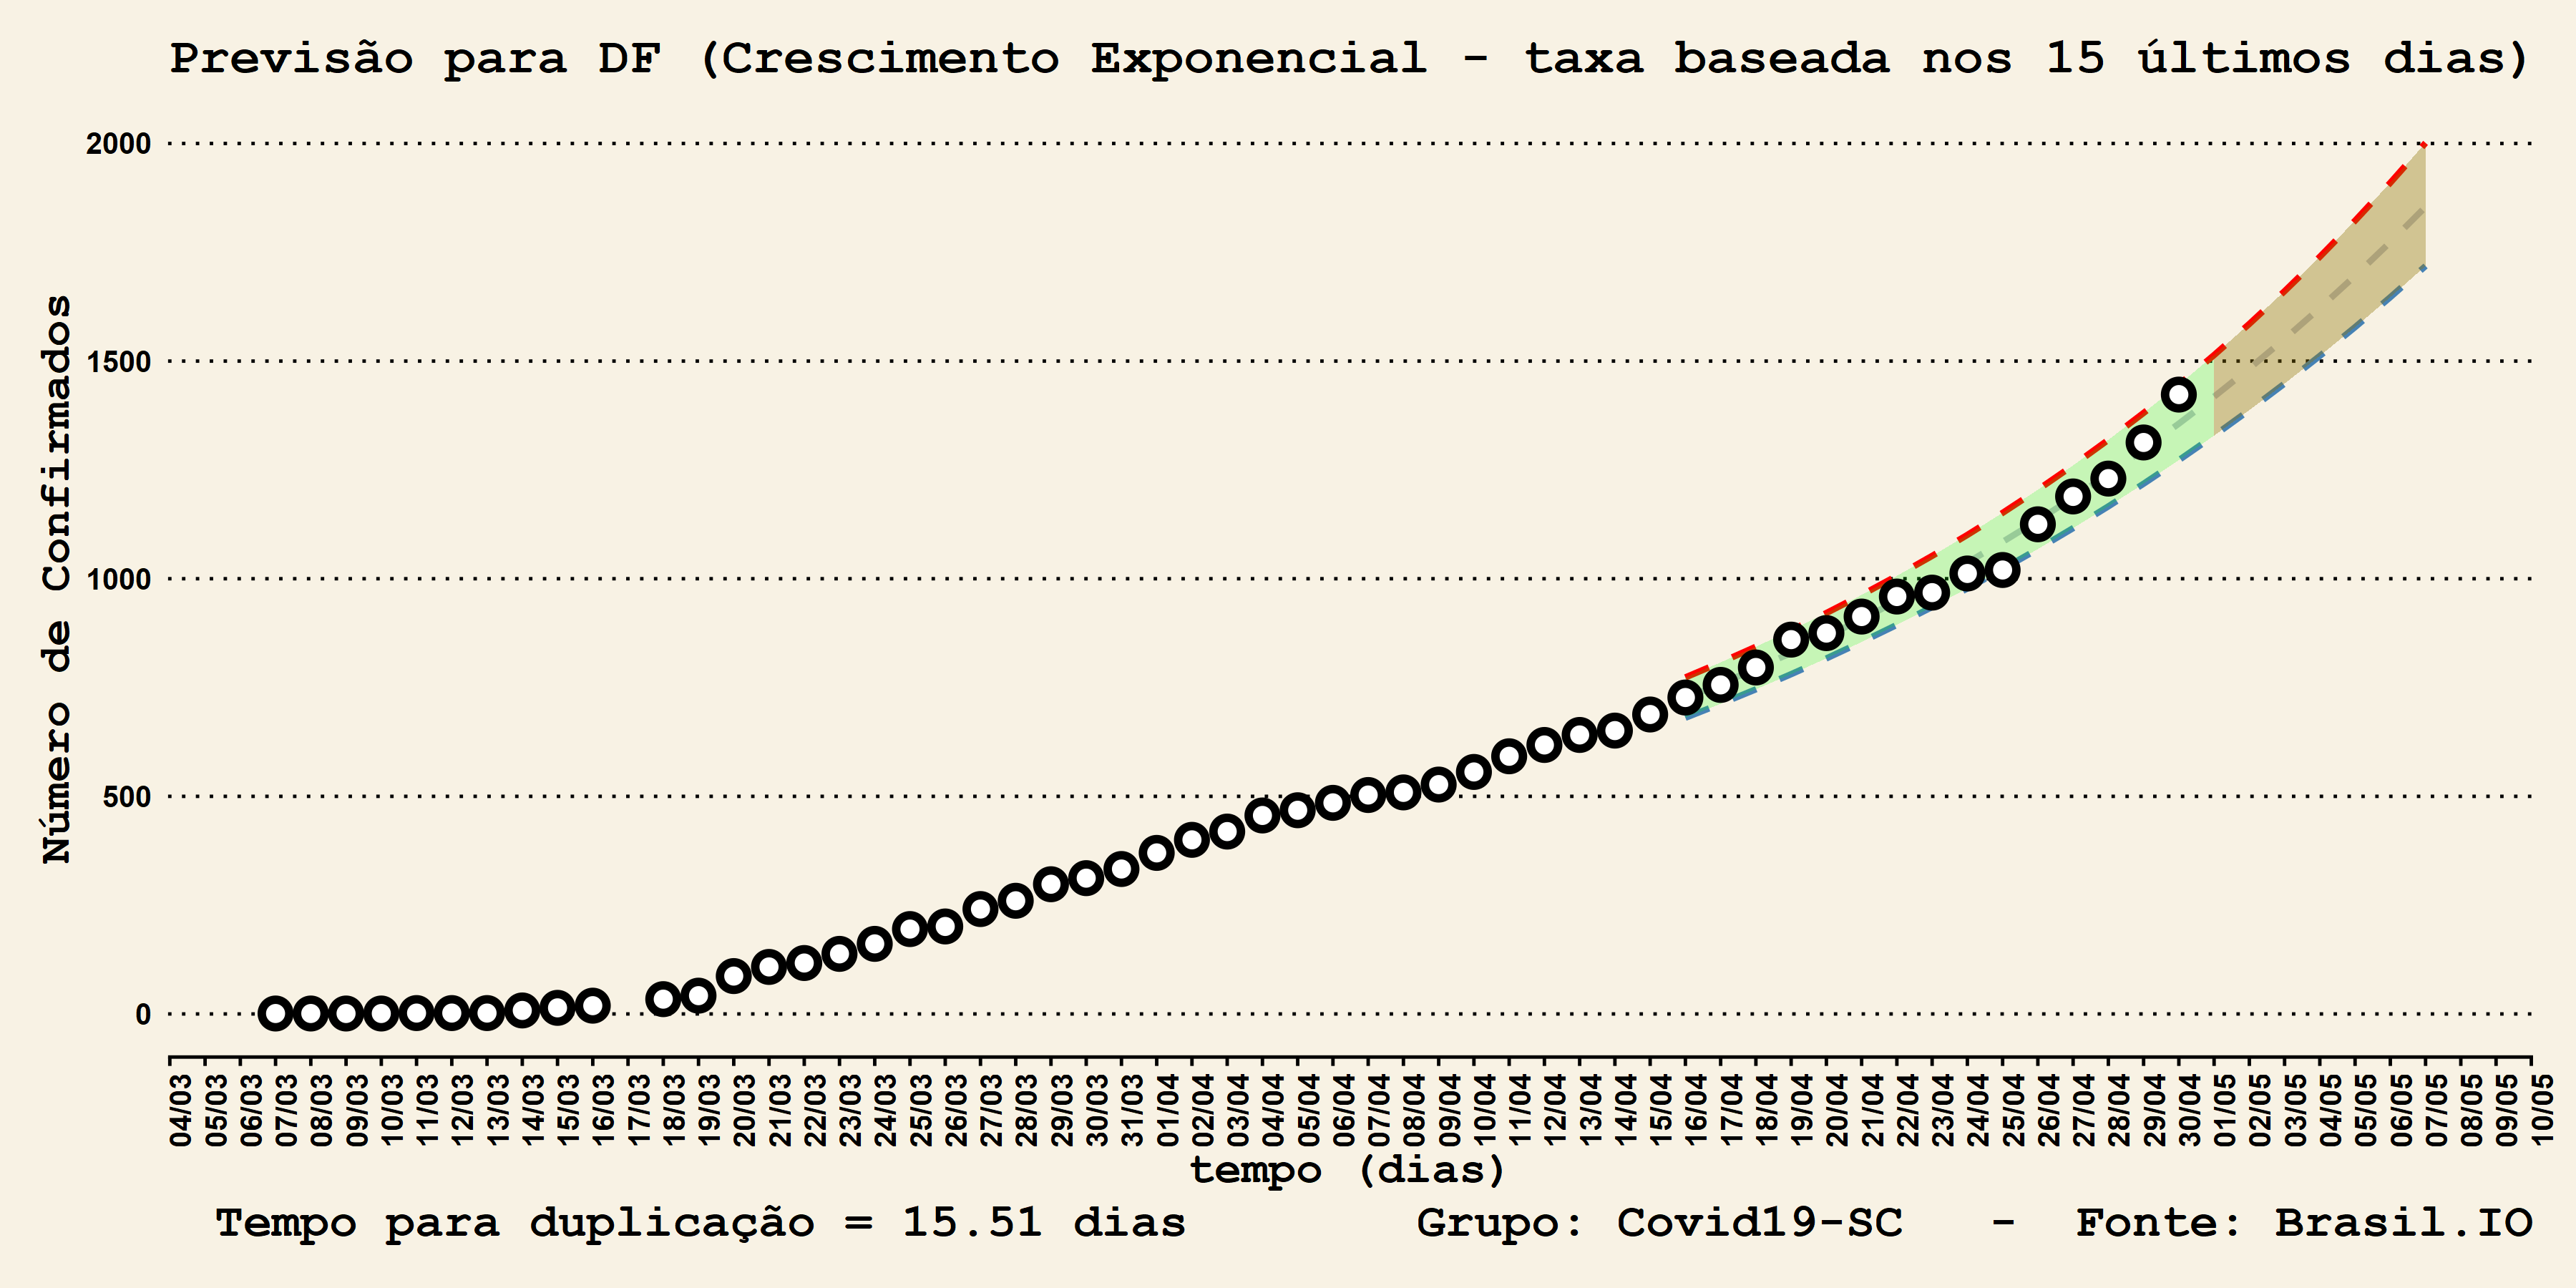 Previsão para DF (Crescimento Exponencial - taxa baseada nos 15 últimos dias)
Número de Confirmados
2000
1500
1000
500
0
04/03 05/03 06/03 07/03 08/03 09/03 10/03 11/03 12/03 13/03 14/03 15/03 16/03 17/03 18/03 19/03 20/03 21/03 22/03 23/03 24/03 25/03 26/03 27/03 28/03 29/03 30/03 31/03 01/04 02/04 03/04 04/04 05/04 06/04 07/04 08/04 09/04 10/04 11/04 12/04 13/04 14/04 15/04 16/04 17/04 18/04 19/04 20/04 21/04 22/04 23/04 24/04 25/04 26/04 27/04 28/04 29/04 30/04 01/05 02/05 03/05 04/05 05/05 06/05 07/05 08/05 09/05 10/05
tempo (dias)
Tempo para duplicação = 15.51 dias Grupo: Covid19-SC - Fonte: Brasil.IO